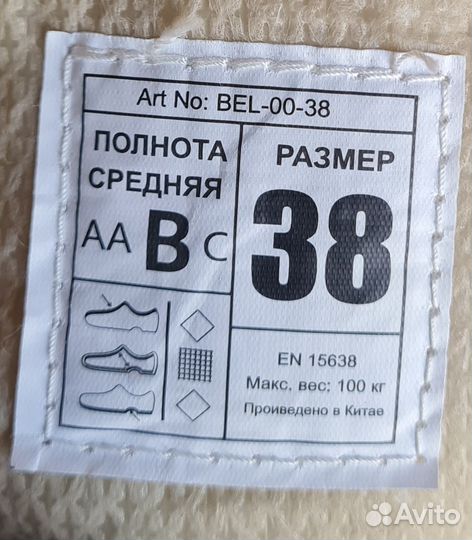 Art No: BEL-00-38
ПОЛНОТА
СРЕДНЯЯ
AA B C
РАЗМЕР
38
EN 15638
Макс. вес: 100 кг
Проиведено в Китае
Avito